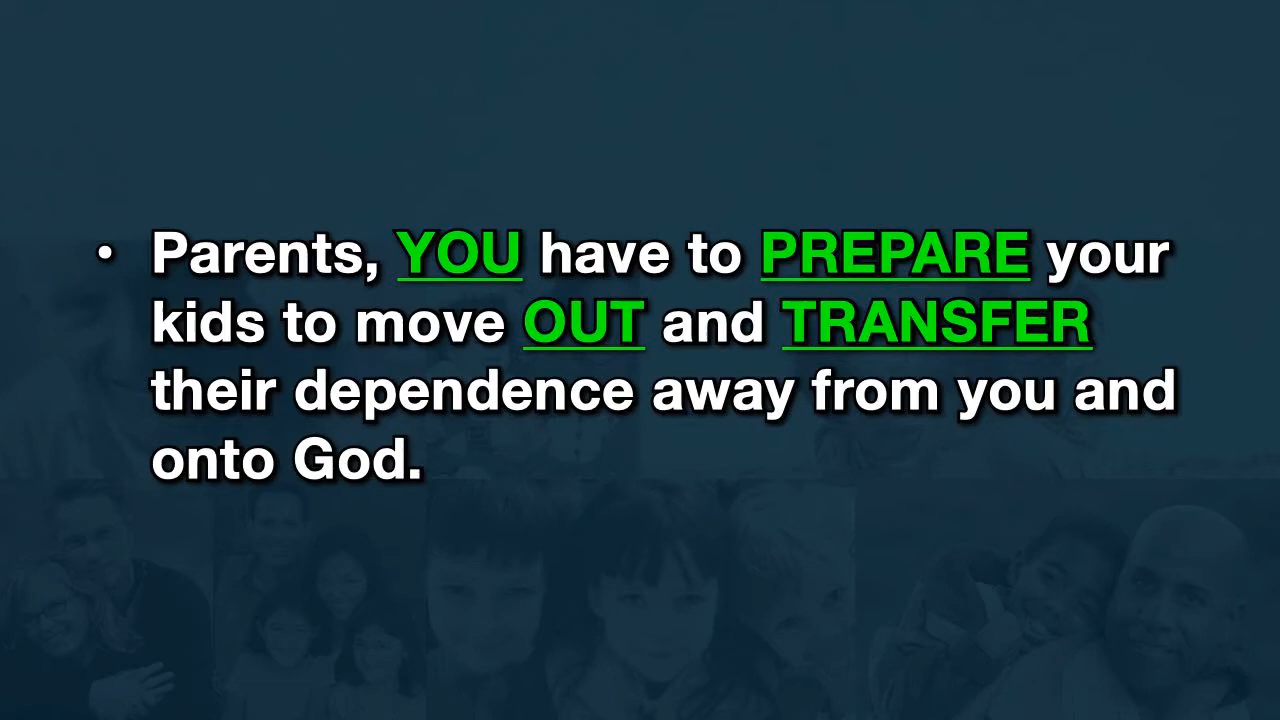 • Parents, YOU have to PREPARE your
kids to move OUT and TRANSFER
their dependence away from you and
onto God.